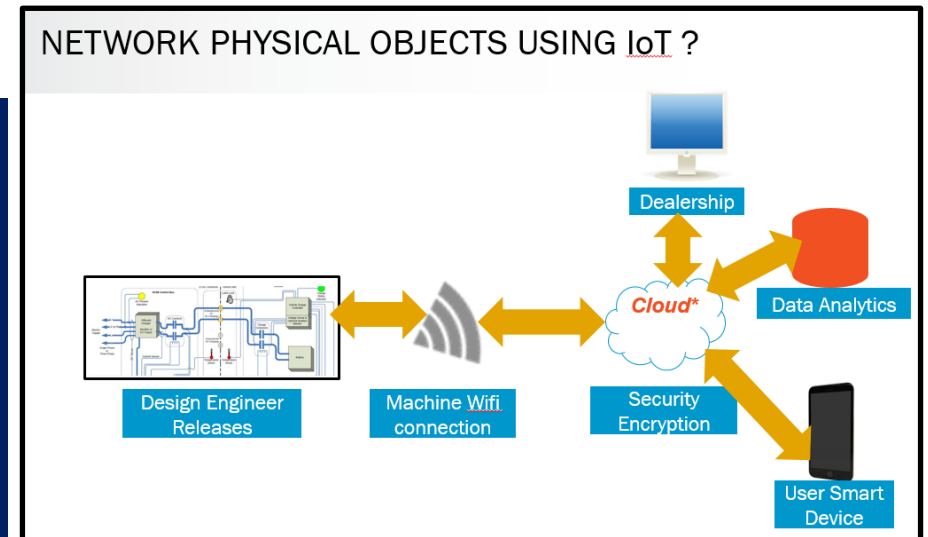 NETWORK PHYSICAL OBJECTS USING IoT ?
Dealership
Cloud*
Data Analytics
Design Engineer
Releases
Machine Wifi
connection
Security
Encryption
User Smart
Device